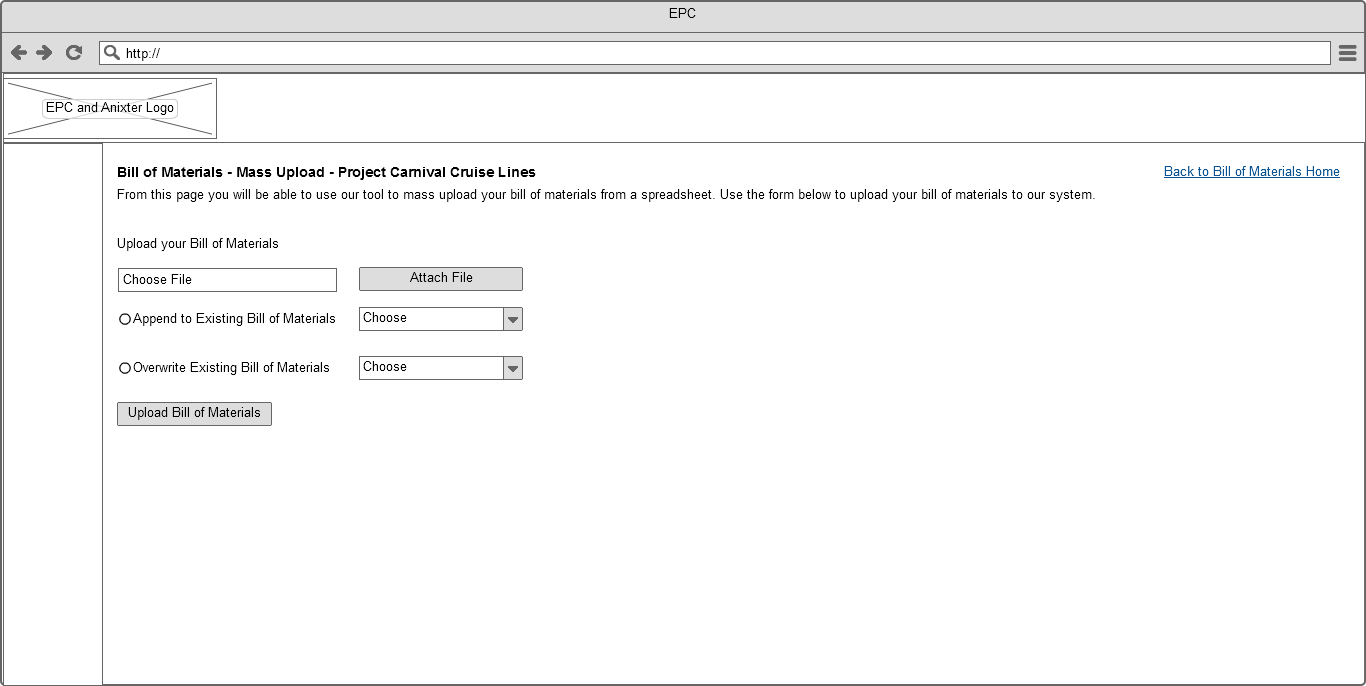 EPC
http://
EPC and Anixter Logo
Bill of Materials - Mass Upload - Project Carnival Cruise Lines
Back to Bill of Materials Home
From this page you will be able to use our tool to mass upload your bill of materials from a spreadsheet. Use the form below to upload your bill of materials to our system.
Upload your Bill of Materials
Choose File
Attach File
Append to Existing Bill of Materials
Choose
Overwrite Existing Bill of Materials
Choose
Upload Bill of Materials